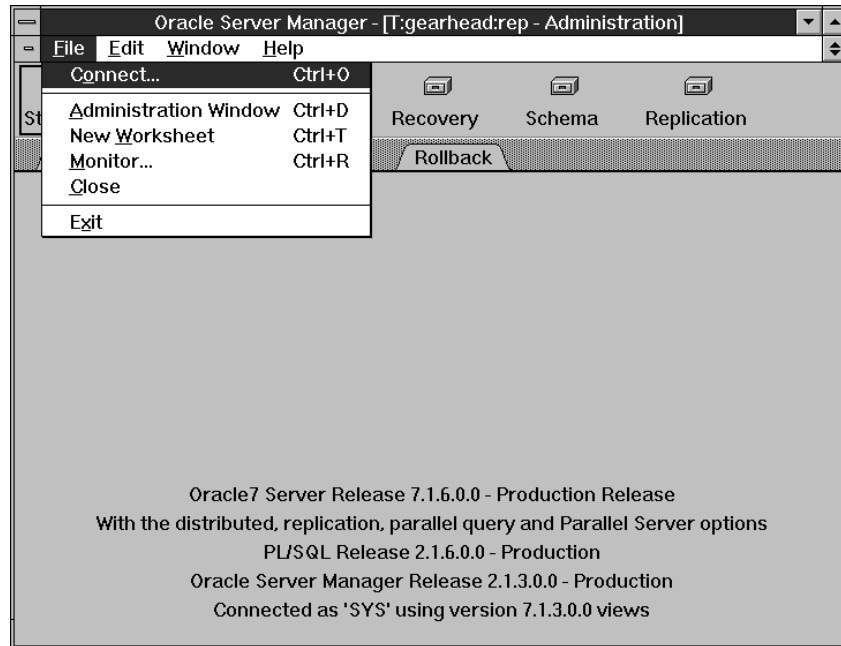 Oracle Server Manager - [T:gearhead:rep - Administration]
File Edit Window Help
Connect... Ctrl+O
Administration Window Ctrl+D
New Worksheet Ctrl+T
Monitor... Ctrl+R
Close
Exit
St
Recovery Schema Replication
Rollback
Oracle7 Server Release 7.1.6.0.0 - Production Release
With the distributed, replication, parallel query and Parallel Server options
PL/SQL Release 2.1.6.0.0 - Production
Oracle Server Manager Release 2.1.3.0.0 - Production
Connected as 'SYS' using version 7.1.3.0.0 views